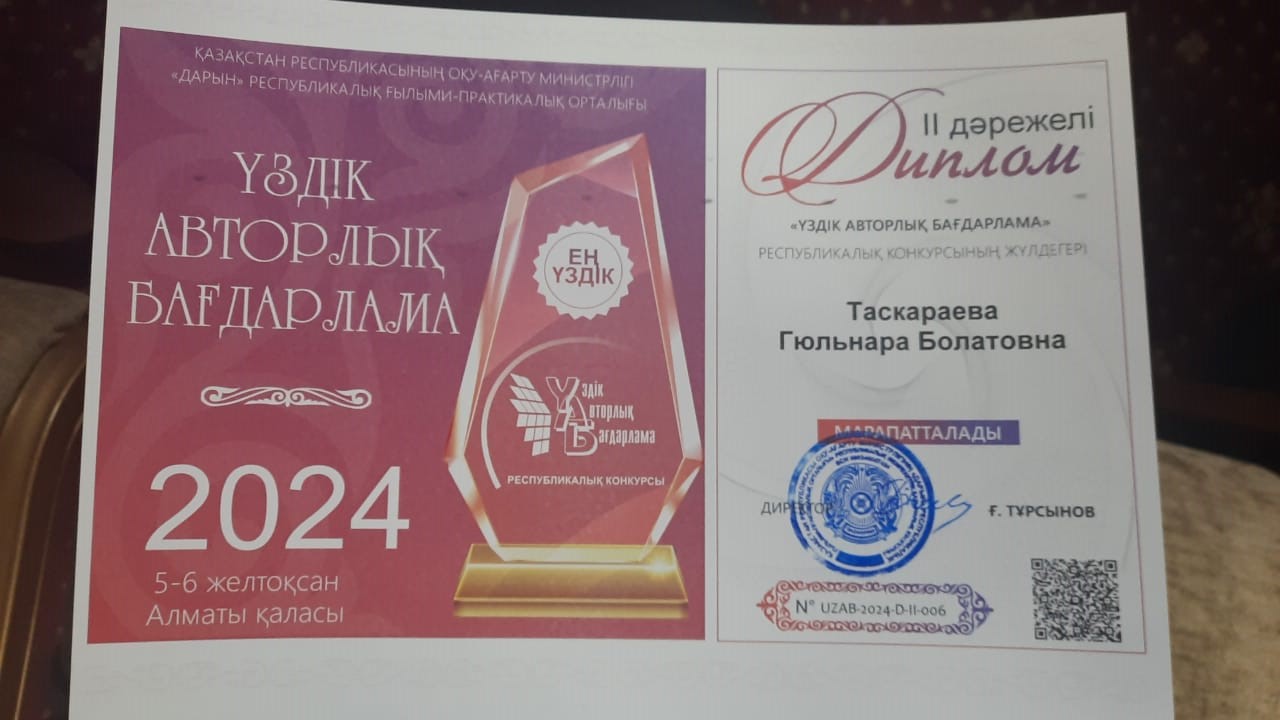 ҚАЗАҚСТАН РЕСПУБЛИКАСЫНЫҢ ОҚУ-АҒАРТУ МИНИСТРЛІГІ
«ДАРЫН» РЕСПУБЛИКАЛЫҚ ҒЫЛЫМИ-ПРАКТИКАЛЫҚ ОРТАЛЫҒЫ
ҮЗДІК
АВТОРЛЫҚ
БАҒДАРЛАМА
2024
5-6 желтоқсан
Алматы қаласы
ЕҢ
ҮЗДІК
Үздік
Авторлық
Бағдарлама
РЕСПУБЛИКАЛЫҚ КОНКУРСЫ
II дәрежелі
Диплом
«ҮЗДІК АВТОРЛЫҚ БАҒДАРЛАМА»
РЕСПУБЛИКАЛЫҚ КОНКУРСЫНЫҢ ЖҮЛДЕГЕРІ
Таскараева
Гюльнара Болатовна
МАРАПАТТАЛАДЫ
ДИРЕКТОР Ғ. ТҰРСЫНОВ
N° UZAB-2024-D-II-006